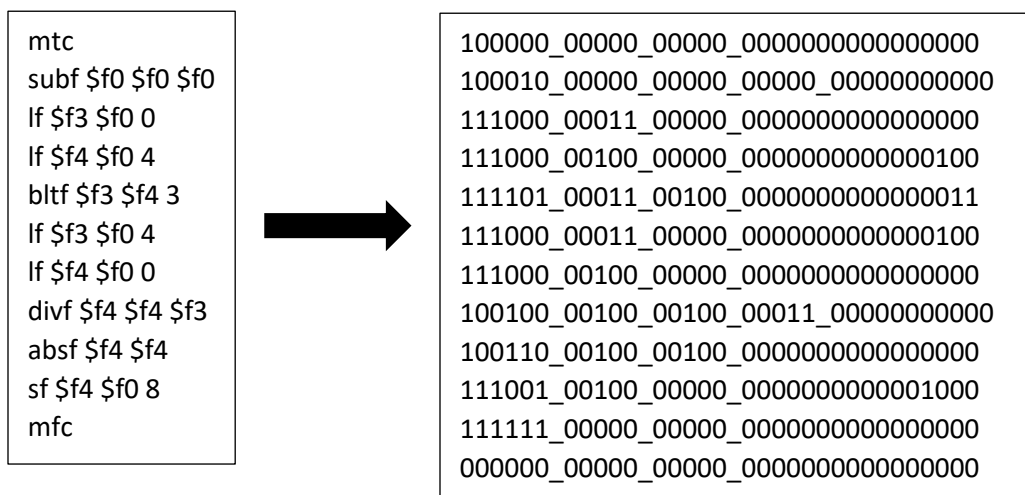 mtc
subf $f0 $f0 $f0
lf $f3 $f0 0
lf $f4 $f0 4
bltf $f3 $f4 3
lf $f3 $f0 4
lf $f4 $f0 0
divf $f4 $f4 $f3
absf $f4 $f4
sf $f4 $f0 8
mfc
100000_00000_00000_0000000000000000
100010_00000_00000_00000_00000000000
111000_00011_00000_0000000000000000
111000_00100_00000_0000000000000100
111101_00011_00100_0000000000000011
111000_00011_00000_0000000000000100
111000_00100_00000_0000000000000000
100100_00100_00100_00011_00000000000
100110_00100_00100_0000000000000000
111001_00100_00000_0000000000001000
111111_00000_00000_0000000000000000
000000_00000_00000_0000000000000000